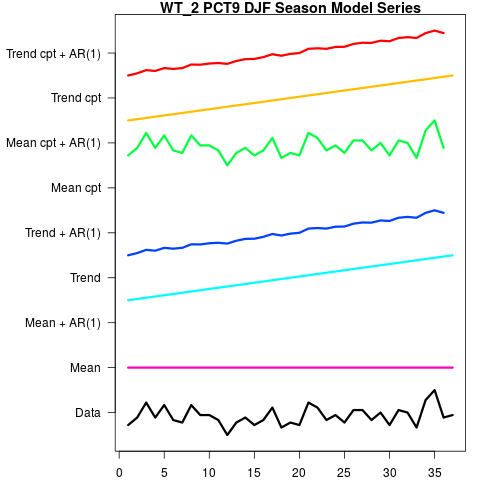 WT_2 PCT9 DJF Season Model Series
Trend cpt + AR(1)
Trend cpt
Mean cpt + AR(1)
Mean cpt
Trend + AR(1)
Trend
Mean + AR(1)
Mean
Data
0 5 10 15 20 25 30 35